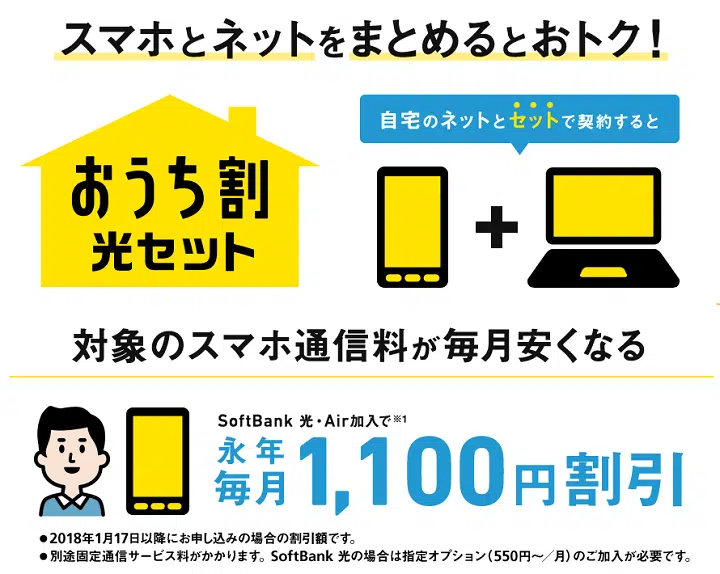 スマホとネットをまとめるとおトク！
おうち割
光セット
自宅のネットとセットで契約すると
対象のスマホ通信料が毎月安くなる
SoftBank 光・Air加入で※1
永年
毎月1,100円割引
●2018年1月17日以降にお申し込みの場合の割引額です。
●別途固定通信サービス料がかかります。SoftBank 光の場合は指定オプション（550円～／月）のご加入が必要です。